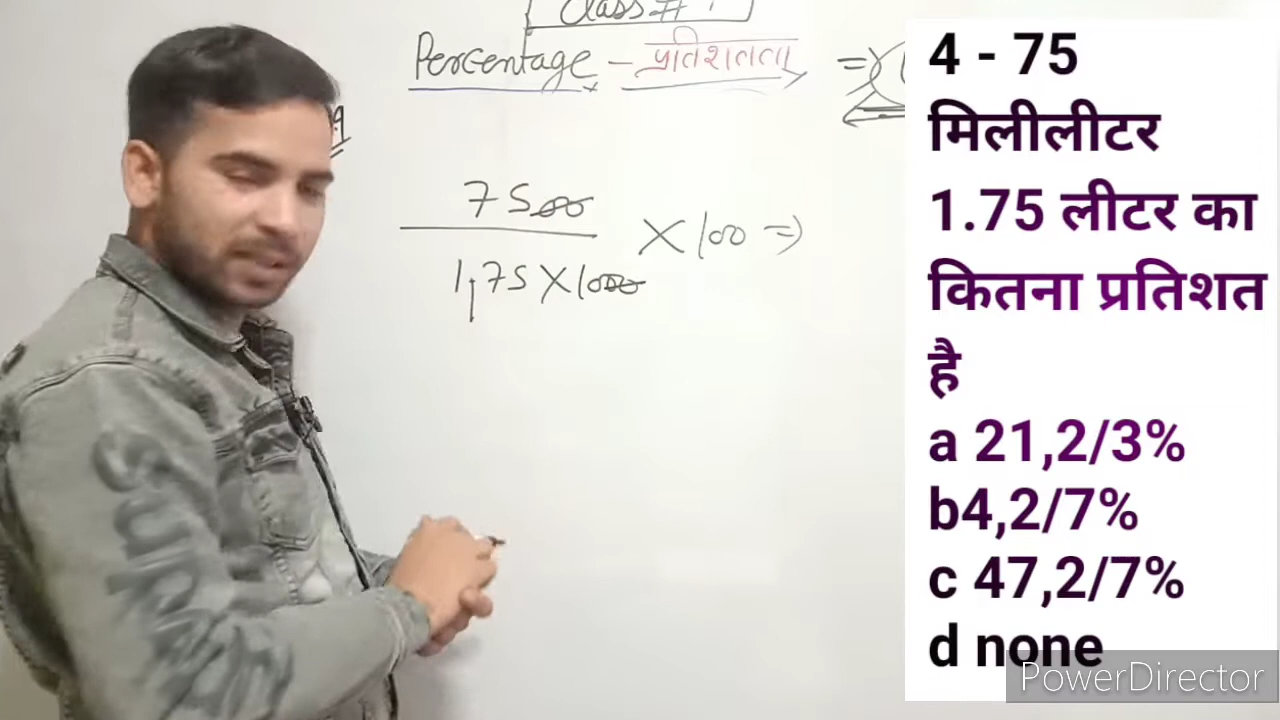 Class # 1
Percentage - प्रतिशतता =>
7500
1.75 X 1000
X 100 =>
4 - 75
मिलीलीटर
1.75 लीटर का
कितना प्रतिशत
है
a 21,2/3%
b4,2/7%
c 47,2/7%
d none
PowerDirector